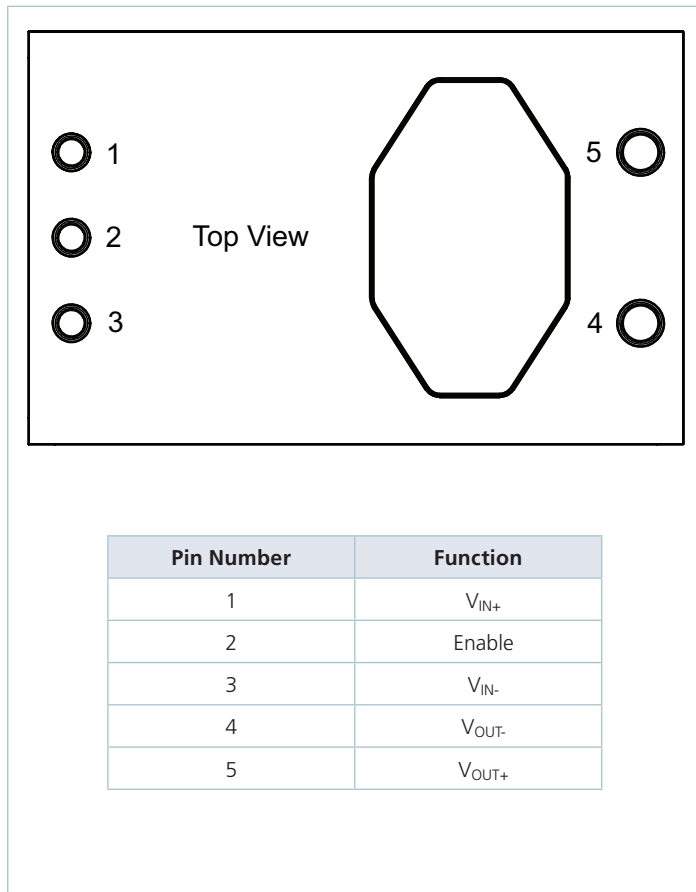 1
5
2
Top View
3
4
Pin Number Function
1 VIN+
2 Enable
3 VIN-
4 VOUT-
5 VOUT+